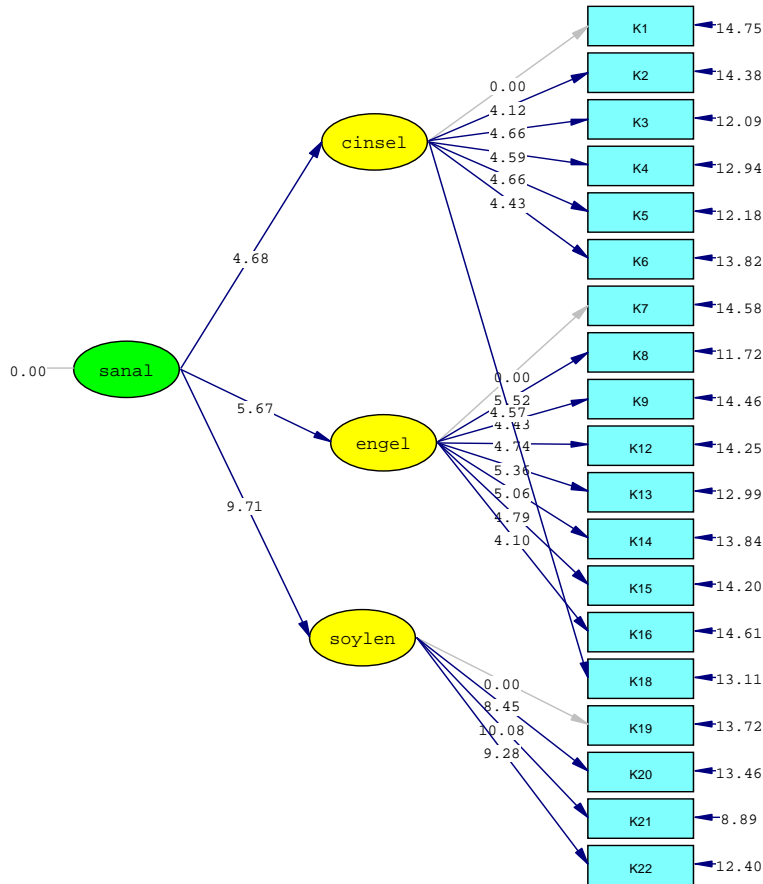 K1
14.75
K2
14.38
0.00
4.12
K3
12.09
4.66
cinsel
4.59
K4
12.94
4.66
4.43
K5
12.18
4.68
K6
13.82
K7
14.58
K8
11.72
0.00
sanal
0.00
5.52
K9
14.46
5.67
4.57
4.43
engel
4.74
K12
14.25
5.36
K13
12.99
5.06
9.71
4.79
K14
13.84
4.10
K15
14.20
soylen
K16
14.61
K18
13.11
0.00
8.45
K19
13.72
10.08
9.28
K20
13.46
K21
8.89
K22
12.40